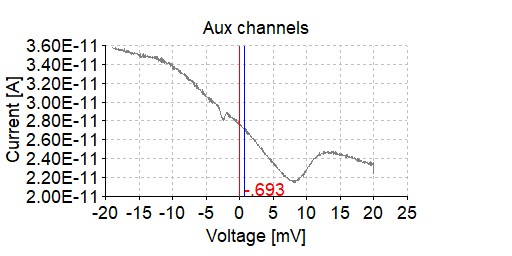 Aux channels
3.60E-11
3.40E-11
3.20E-11
3.00E-11
2.80E-11
2.60E-11
2.40E-11
2.20E-11
2.00E-11
Current [A]
-.693
-20 -15 -10 -5 0 5 10 15 20 25
Voltage [mV]